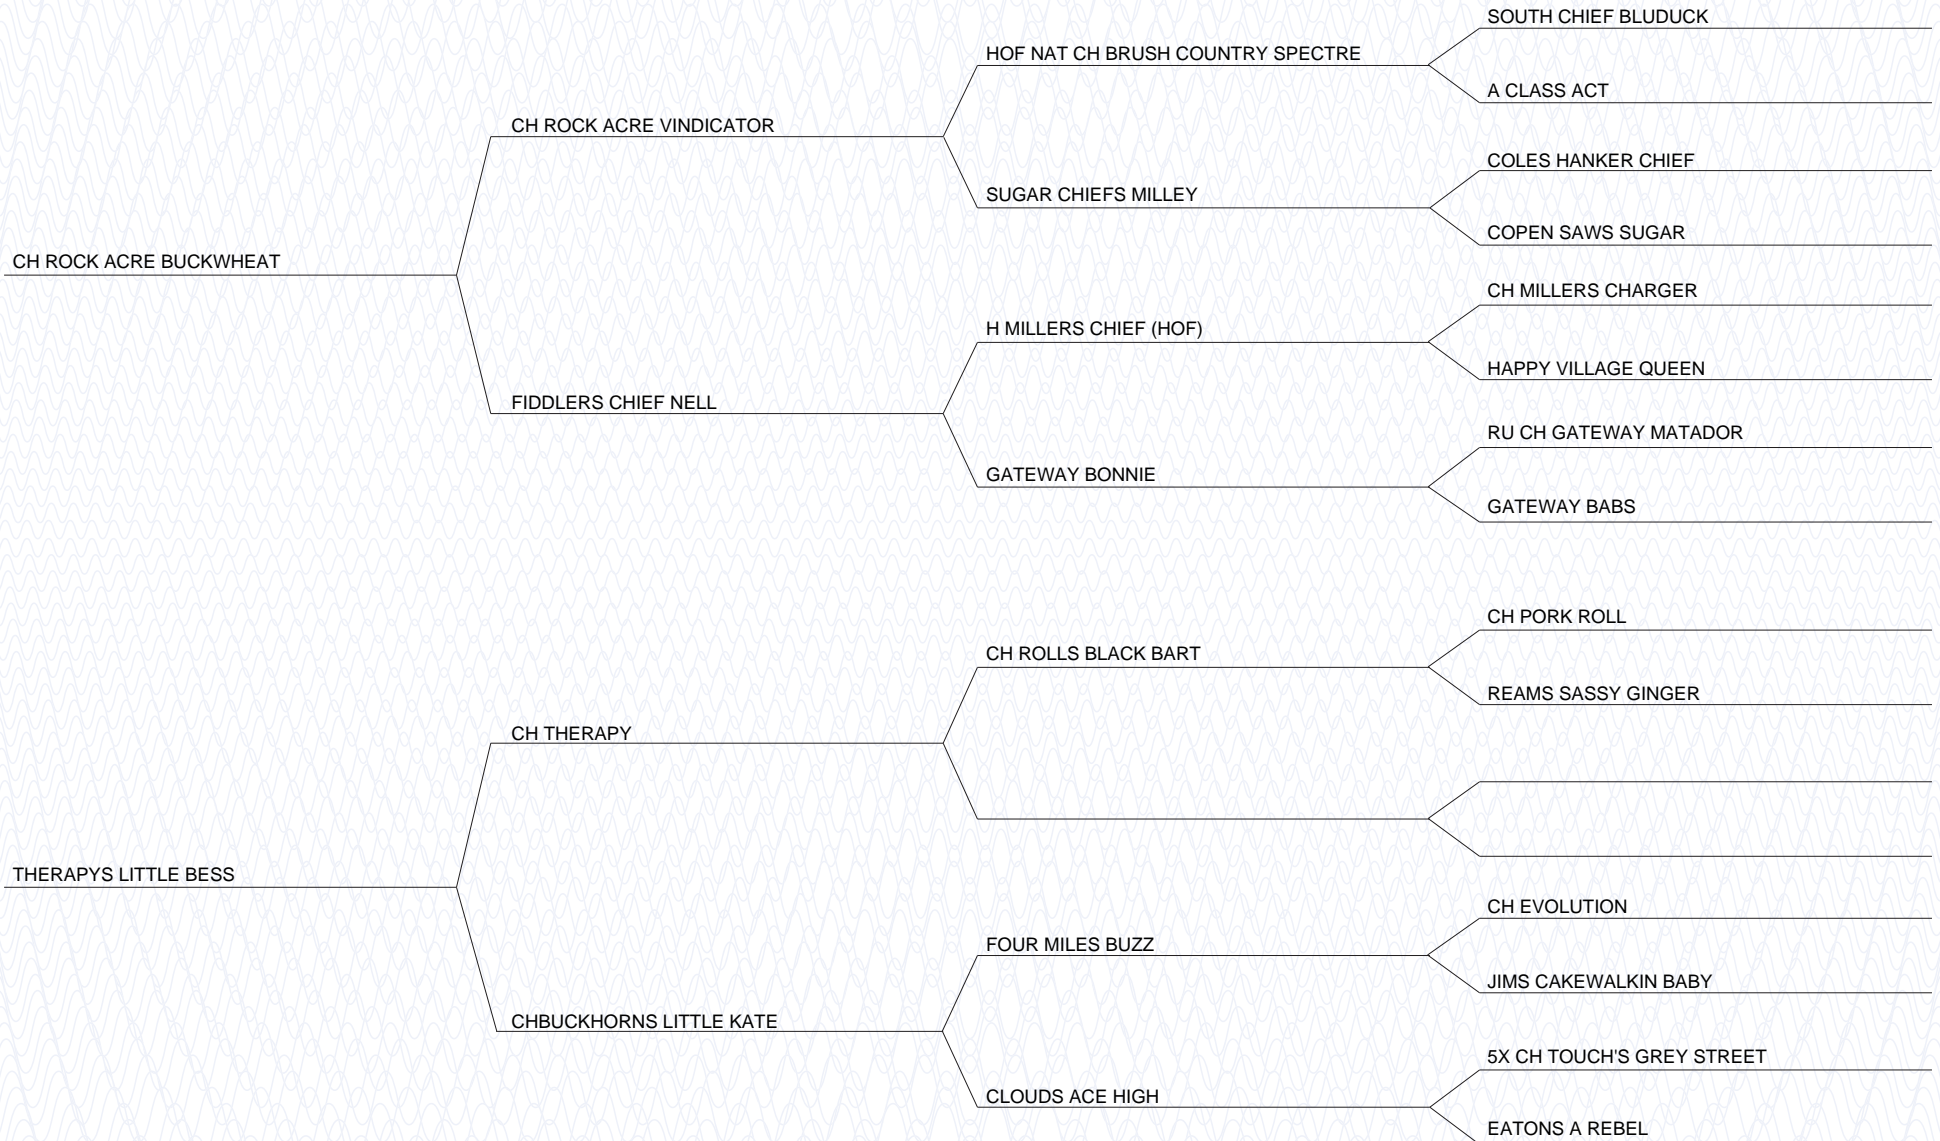 SOUTH CHIEF BLUDUCK
HOF NAT CH BRUSH COUNTRY SPECTRE
A CLASS ACT
CH ROCK ACRE VINDICATOR
COLES HANKER CHIEF
SUGAR CHIEFS MILLEY
COPEN SAWS SUGAR
CH ROCK ACRE BUCKWHEAT
CH MILLERS CHARGER
H MILLERS CHIEF (HOF)
HAPPY VILLAGE QUEEN
FIDDLERS CHIEF NELL
RU CH GATEWAY MATADOR
GATEWAY BONNIE
GATEWAY BABS
CH PORK ROLL
CH ROLLS BLACK BART
REAMS SASSY GINGER
CH THERAPY
THERAPYS LITTLE BESS
CH EVOLUTION
FOUR MILES BUZZ
JIMS CAKEWALKIN BABY
CHBUCKHORNS LITTLE KATE
5X CH TOUCH'S GREY STREET
CLOUDS ACE HIGH
EATONS A REBEL